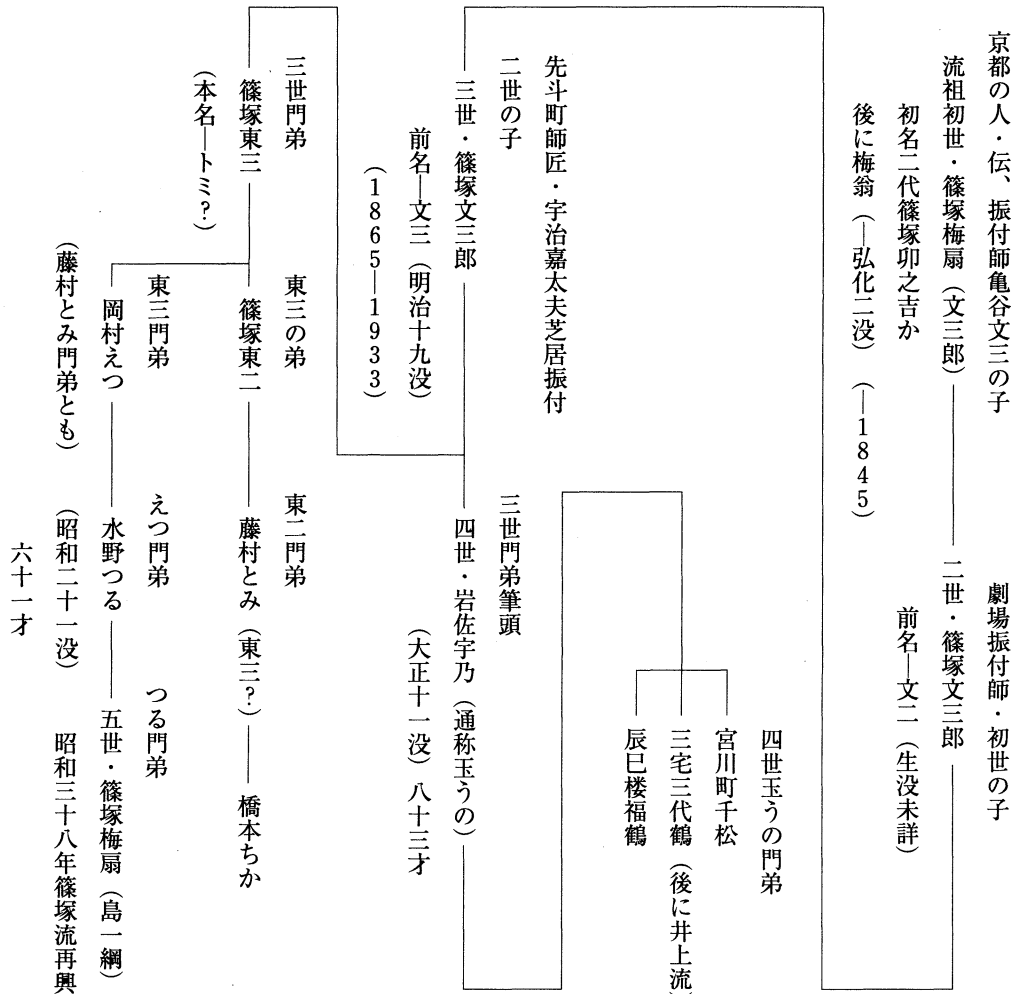 京都の人・伝、振付師亀谷文三の子
流祖初世・篠塚梅扇（文三郎）
初名二代篠塚卯之吉か
後に梅翁（―弘化二没）（―1845）
劇場振付師・初世の子
二世・篠塚文三郎
前名―文二（生没未詳）
先斗町師匠・宇治嘉太夫芝居振付
二世の子
三世・篠塚文三郎
前名―文三（明治十九没）
（1865―1933）
三世門弟筆頭
四世・岩佐宇乃（通称玉うの）
（大正十一没）八十三才
四世玉うの門弟
宮川町千松
三宅三代鶴（後に井上流）
辰巳楼福鶴
三世門弟
篠塚東三
（本名―トミ？）
東三の弟
篠塚東二
東二門弟
藤村とみ（東三？）
橋本ちか
東三門弟
岡村えつ
（藤村とみ門弟とも）
えつ門弟
水野つる
（昭和二十一没）
六十一才
つる門弟
五世・篠塚梅扇（島一綱）
昭和三十八年篠塚流再興